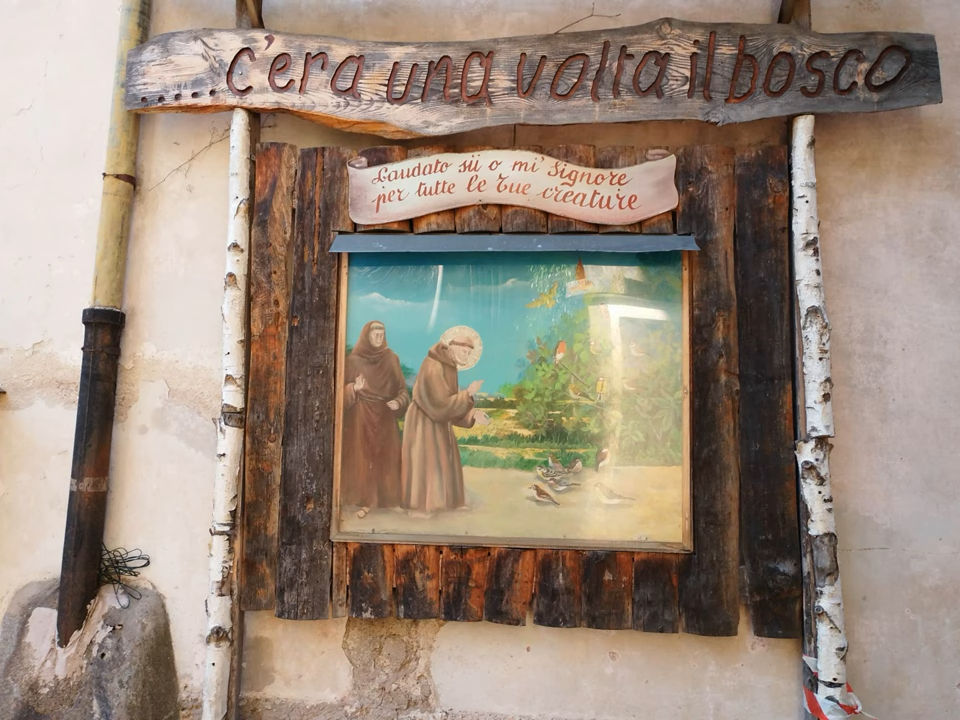 .....c'era una volta il bosco
Laudato sii o mi' Signore
per tutte le Tue creature